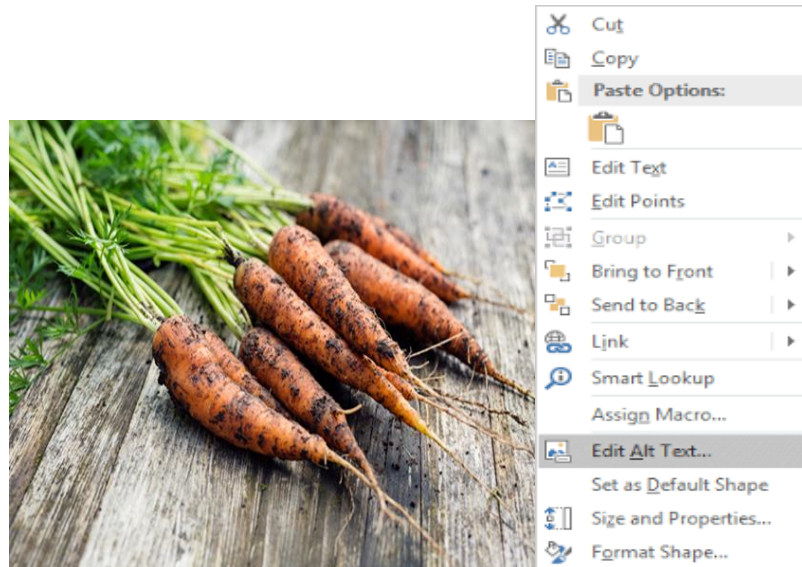 Cut
Copy
Paste Options:
Edit Text
Edit Points
Group
Bring to Front
Send to Back
Link
Smart Lookup
Assign Macro...
Edit Alt Text...
Set as Default Shape
Size and Properties...
Format Shape...